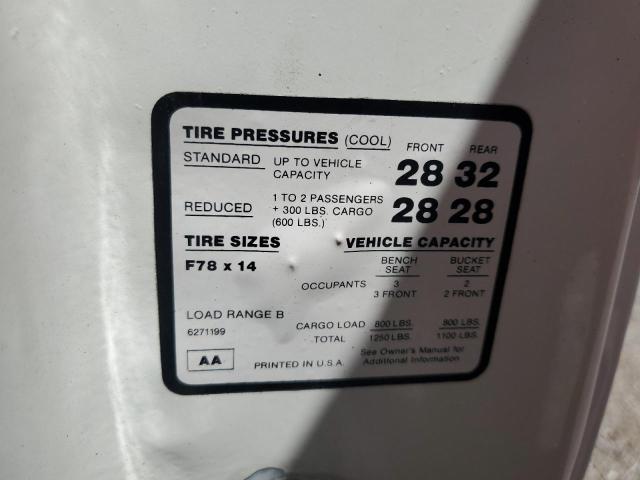 TIRE PRESSURES (COOL) FRONT REAR
STANDARD UP TO VEHICLE CAPACITY 28 32
REDUCED 1 TO 2 PASSENGERS + 300 LBS. CARGO (600 LBS.) 28 28
TIRE SIZES VEHICLE CAPACITY
F78 x 14 BENCH SEAT BUCKET SEAT
OCCUPANTS 3 2
3 FRONT 2 FRONT
LOAD RANGE B
6271199 CARGO LOAD 800 LBS. 800 LBS.
TOTAL 1250 LBS. 1100 LBS.
AA PRINTED IN U.S.A. See Owner's Manual for Additional Information